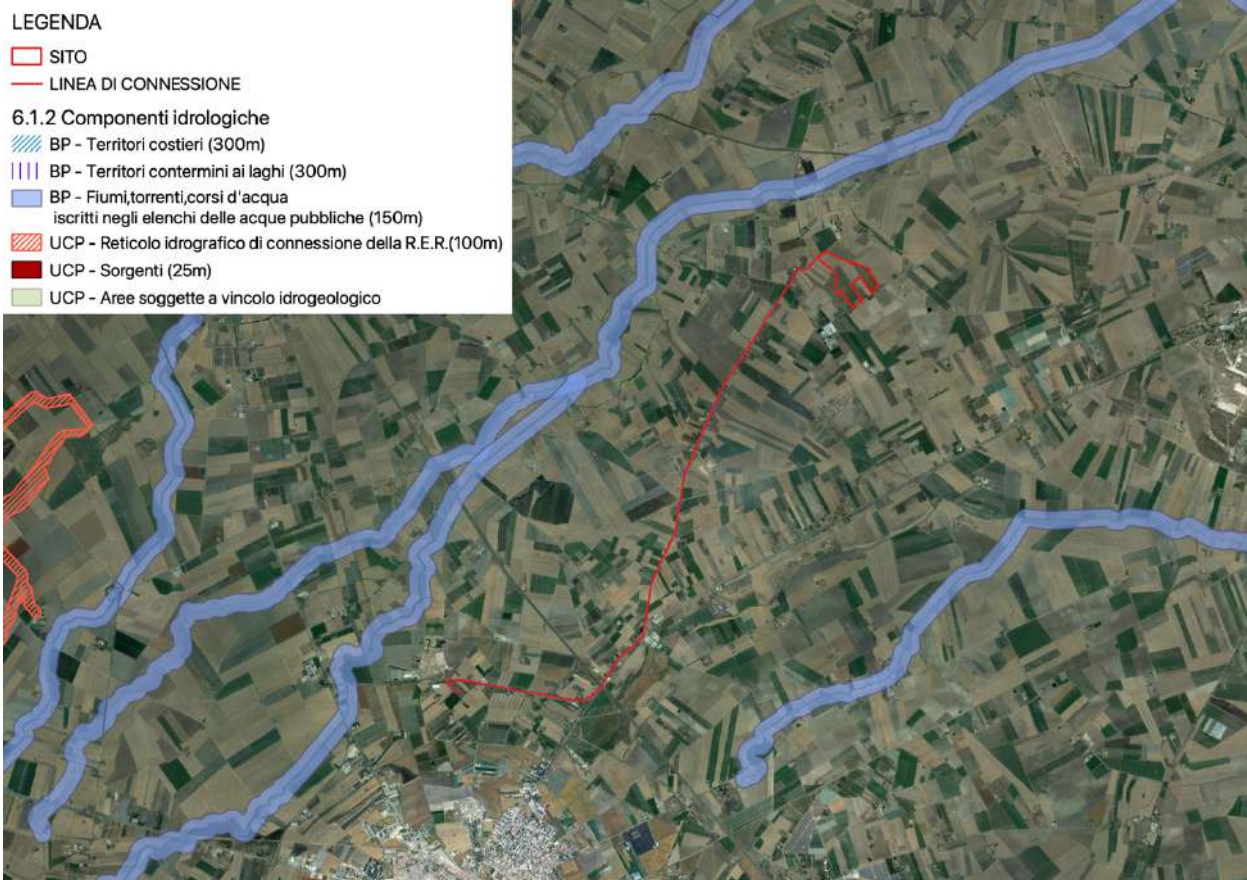 LEGENDA
SITO
LINEA DI CONNESSIONE
6.1.2 Componenti idrologiche
BP - Territori costieri (300m)
BP - Territori contermini ai laghi (300m)
BP - Fiumi,torrenti,corsi d'acqua
iscritti negli elenchi delle acque pubbliche (150m)
UCP - Reticolo idrografico di connessione della R.E.R.(100m)
UCP - Sorgenti (25m)
UCP - Aree soggette a vincolo idrogeologico